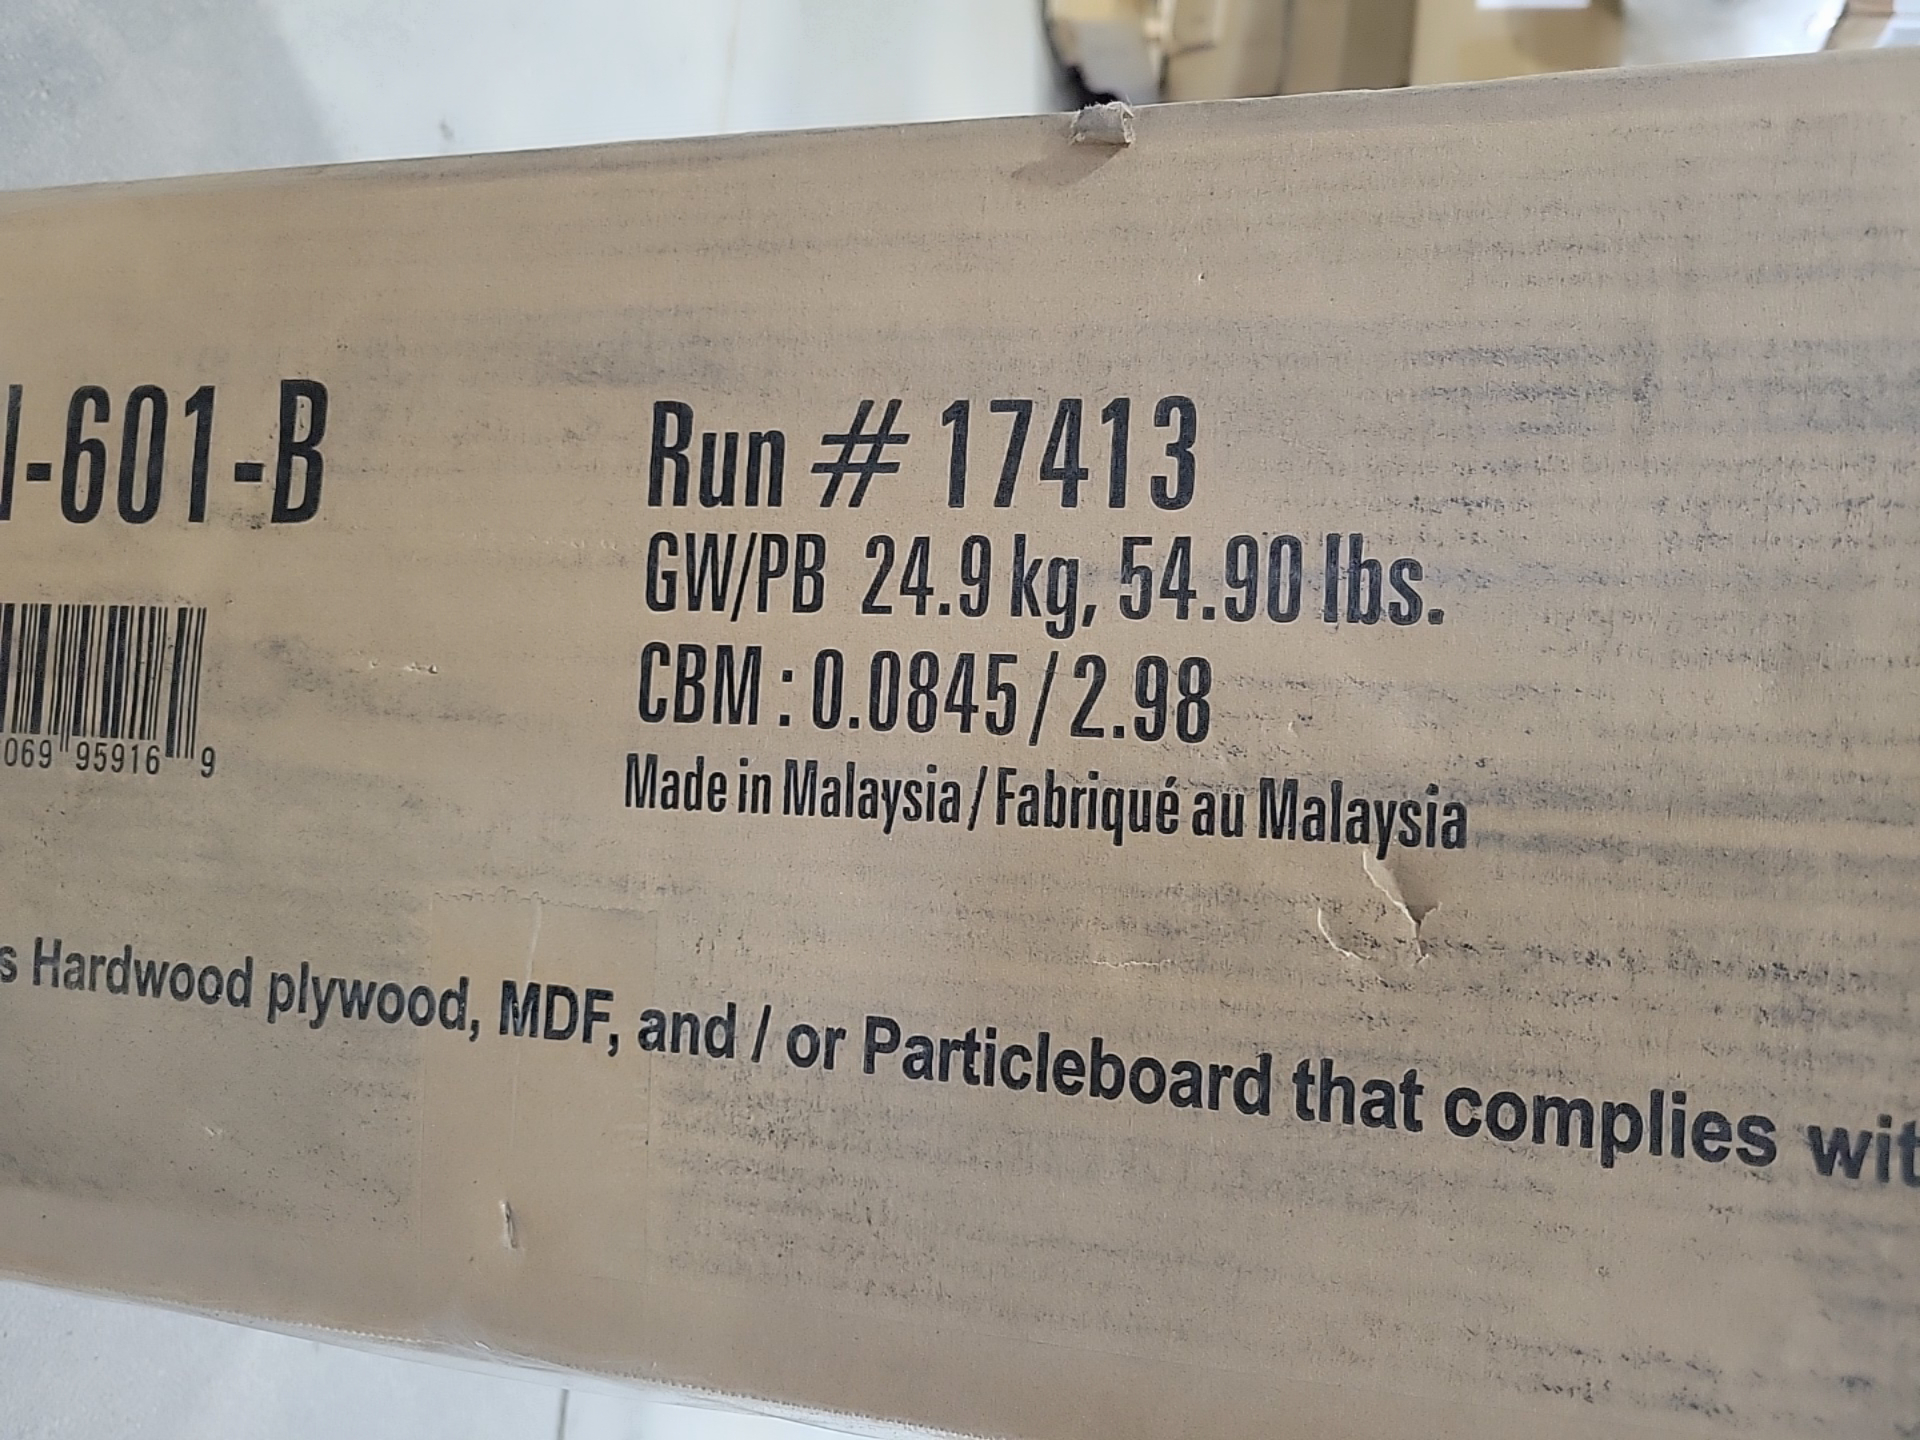 -601-B
Run # 17413
GW/PB 24.9 kg, 54.90 lbs.
CBM : 0.0845 / 2.98
Made in Malaysia / Fabriqué au Malaysia
069 95916 9
s Hardwood plywood, MDF, and / or Particleboard that complies wit